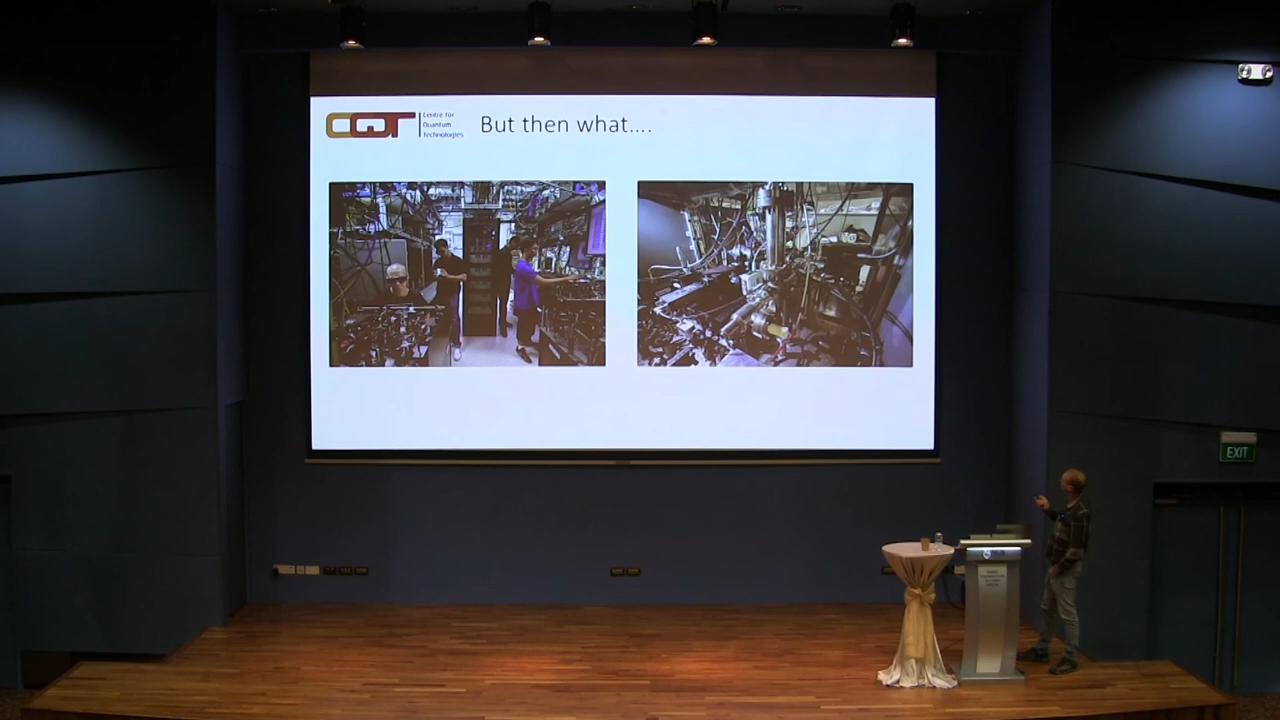 CQT
Centre for
Quantum
Technologies
But then what....
EXIT